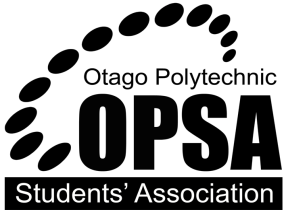 Otago Polytechnic
OPSA
Students' Association